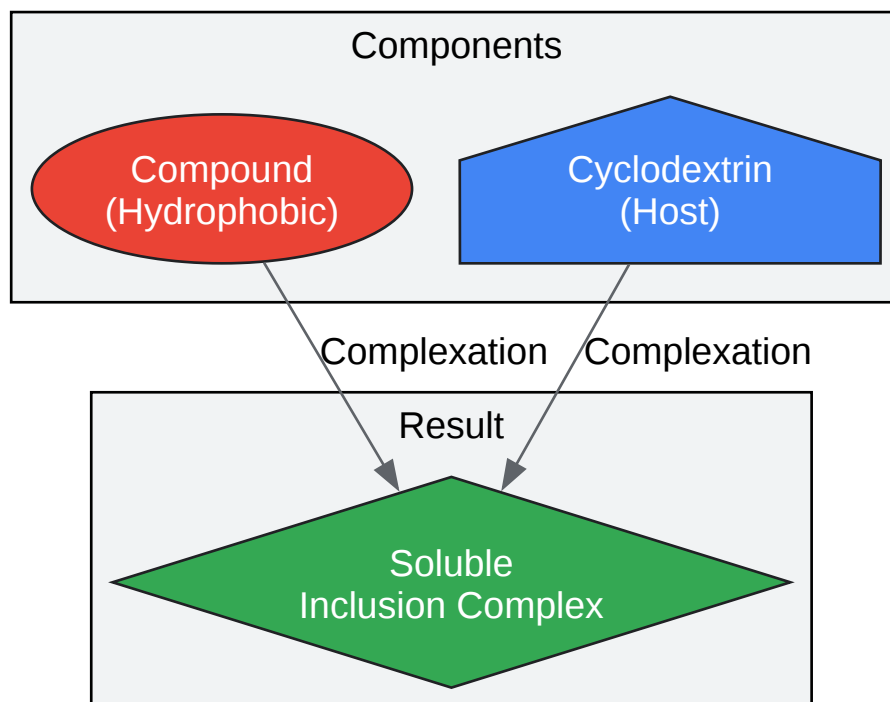 Components
Compound
(Hydrophobic)
Cyclodextrin
(Host)
Complexation
Complexation
Result
Soluble
Inclusion Complex